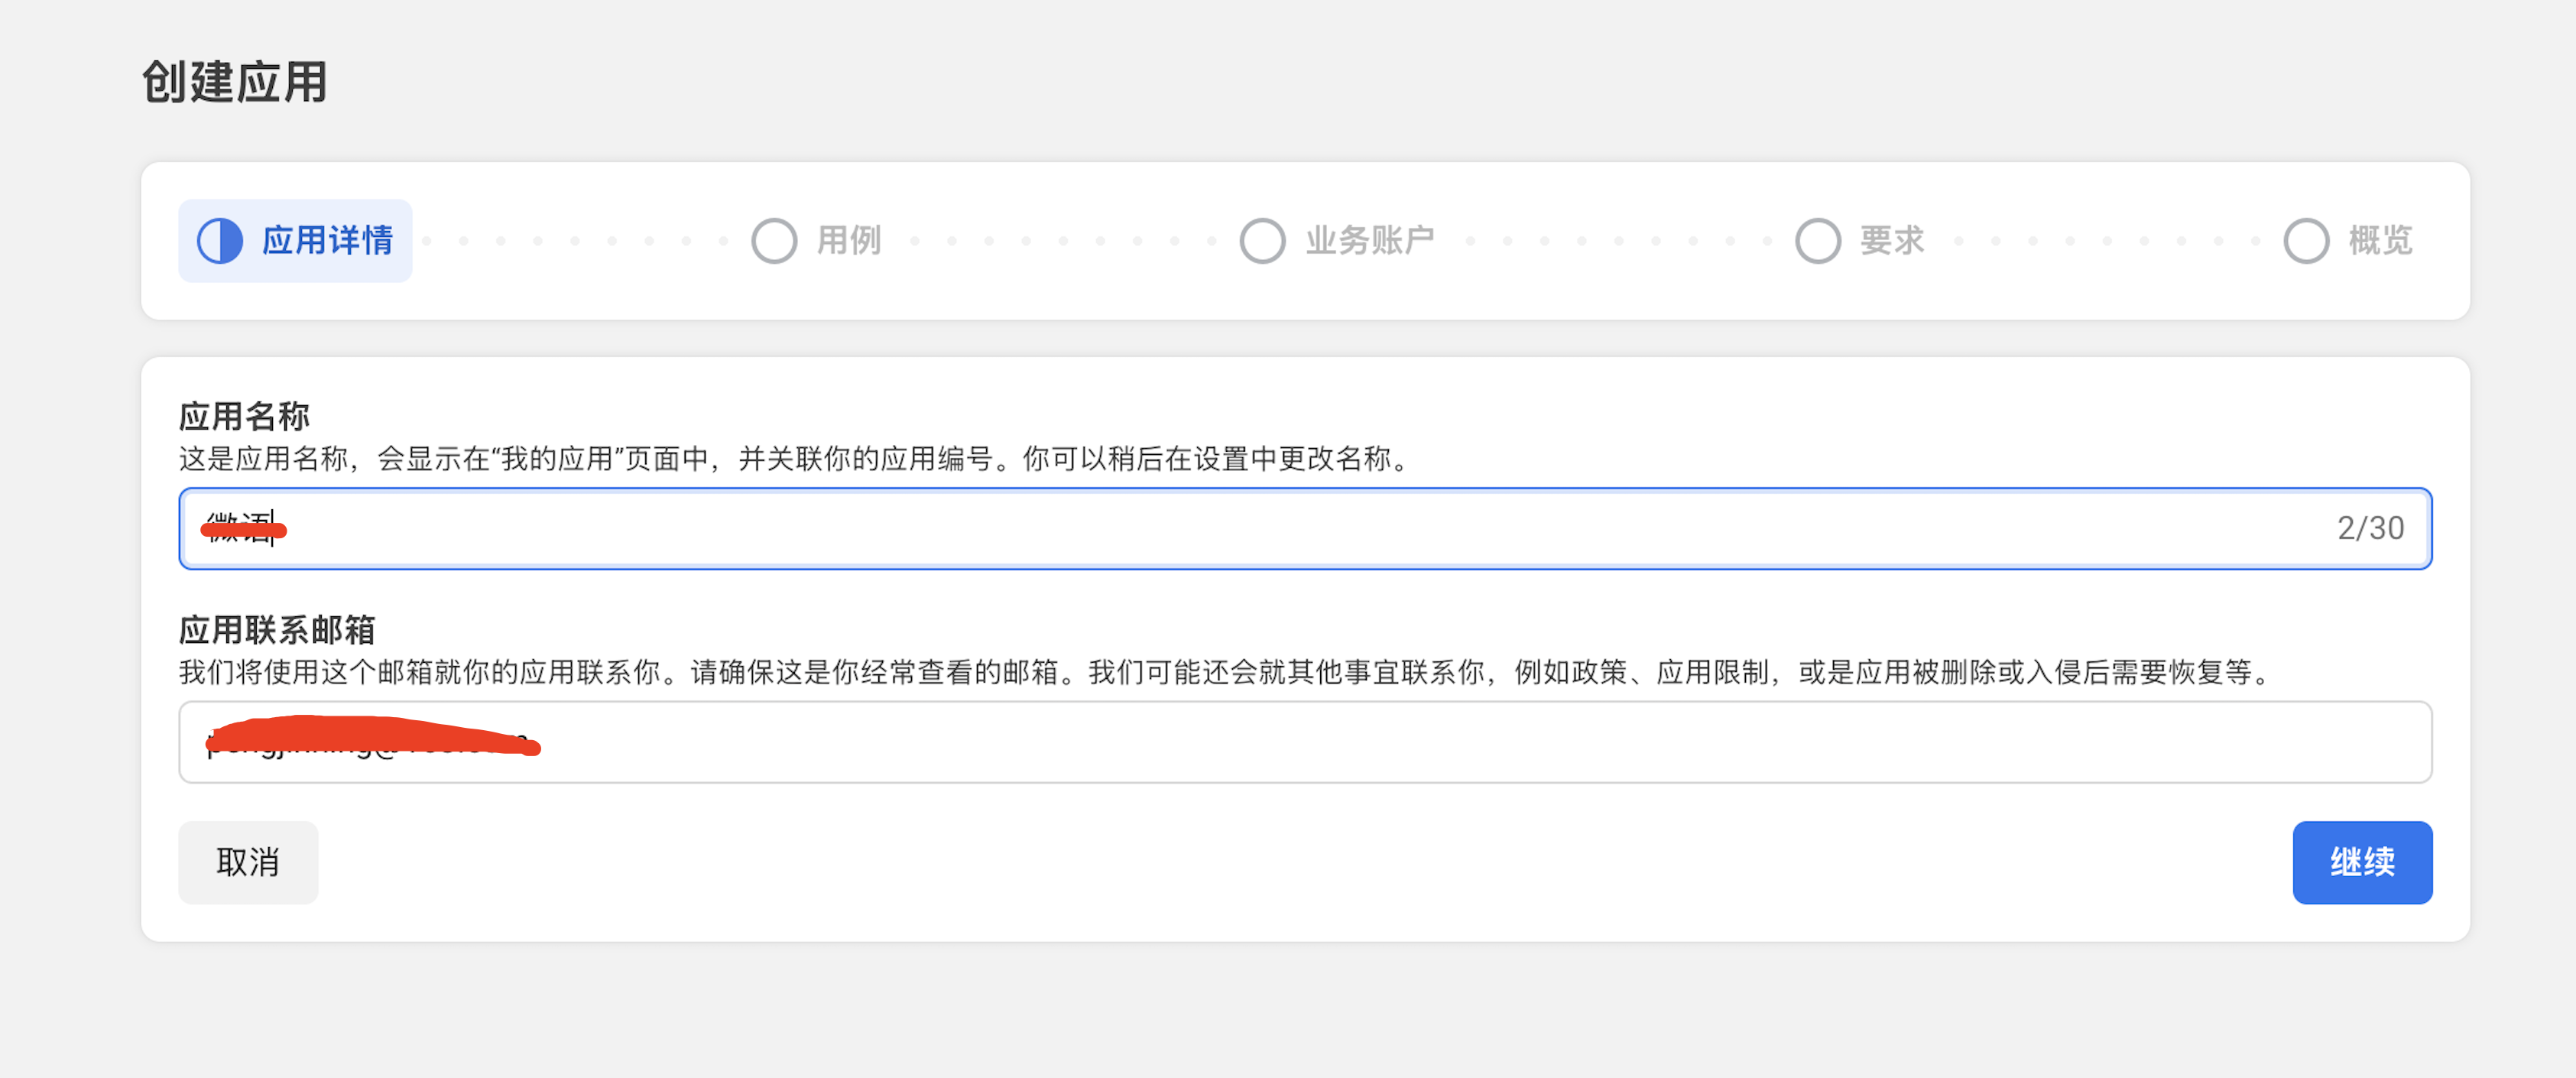 创建应用
应用详情
用例
业务账户
要求
概览
应用名称
这是应用名称，会显示在“我的应用”页面中，并关联你的应用编号。你可以稍后在设置中更改名称。
2/30
应用联系邮箱
我们将使用这个邮箱就你的应用联系你。请确保这是你经常查看的邮箱。我们可能还会就其他事宜联系你，例如政策、应用限制，或是应用被删除或入侵后需要恢复等。
取消
继续